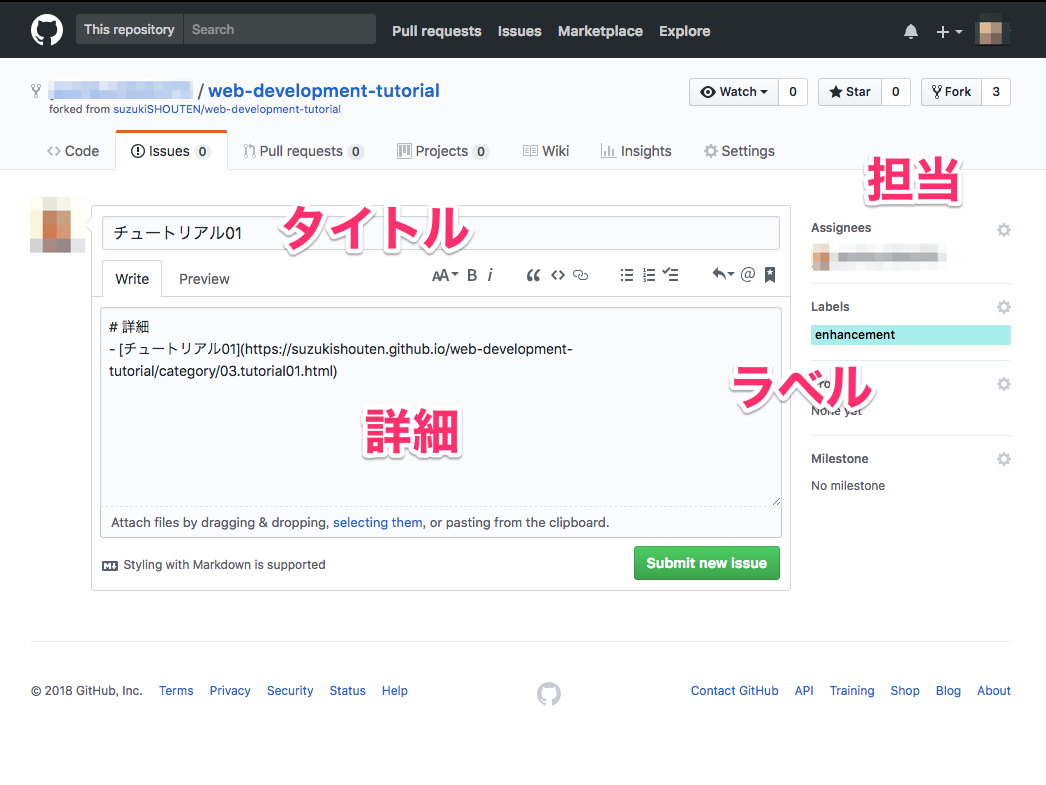 This repository Search Pull requests Issues Marketplace Explore
/ web-development-tutorial
Watch 0 Star 0 Fork 3
forked from suzukiSHOUTEN/web-development-tutorial
Code Issues 0 Pull requests 0 Projects 0 Wiki Insights Settings
担当
チュートリアル01
タイトル
Assignees
Write Preview
AA B i
Labels
enhancement
# 詳細
- [チュートリアル01](https://suzukishouten.github.io/web-development-
tutorial/category/03.tutorial01.html)
ラベル
None yet
詳細
Milestone
No milestone
Attach files by dragging & dropping, selecting them, or pasting from the clipboard.
Styling with Markdown is supported
Submit new issue
© 2018 GitHub, Inc. Terms Privacy Security Status Help
Contact GitHub API Training Shop Blog About